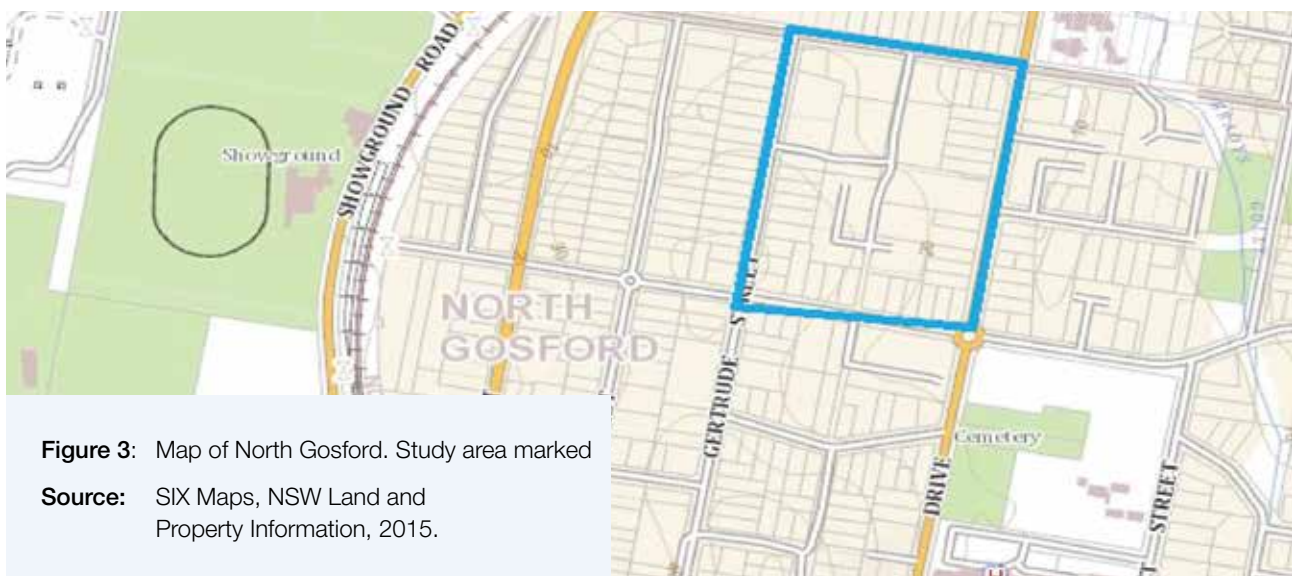 SHOWGROUND ROAD
Showground
NORTH
GOSFORD
GERTRUDE STREET
DRIVE
Cemetery
STREET
H
Figure 3: Map of North Gosford. Study area marked
Source: SIX Maps, NSW Land and
Property Information, 2015.